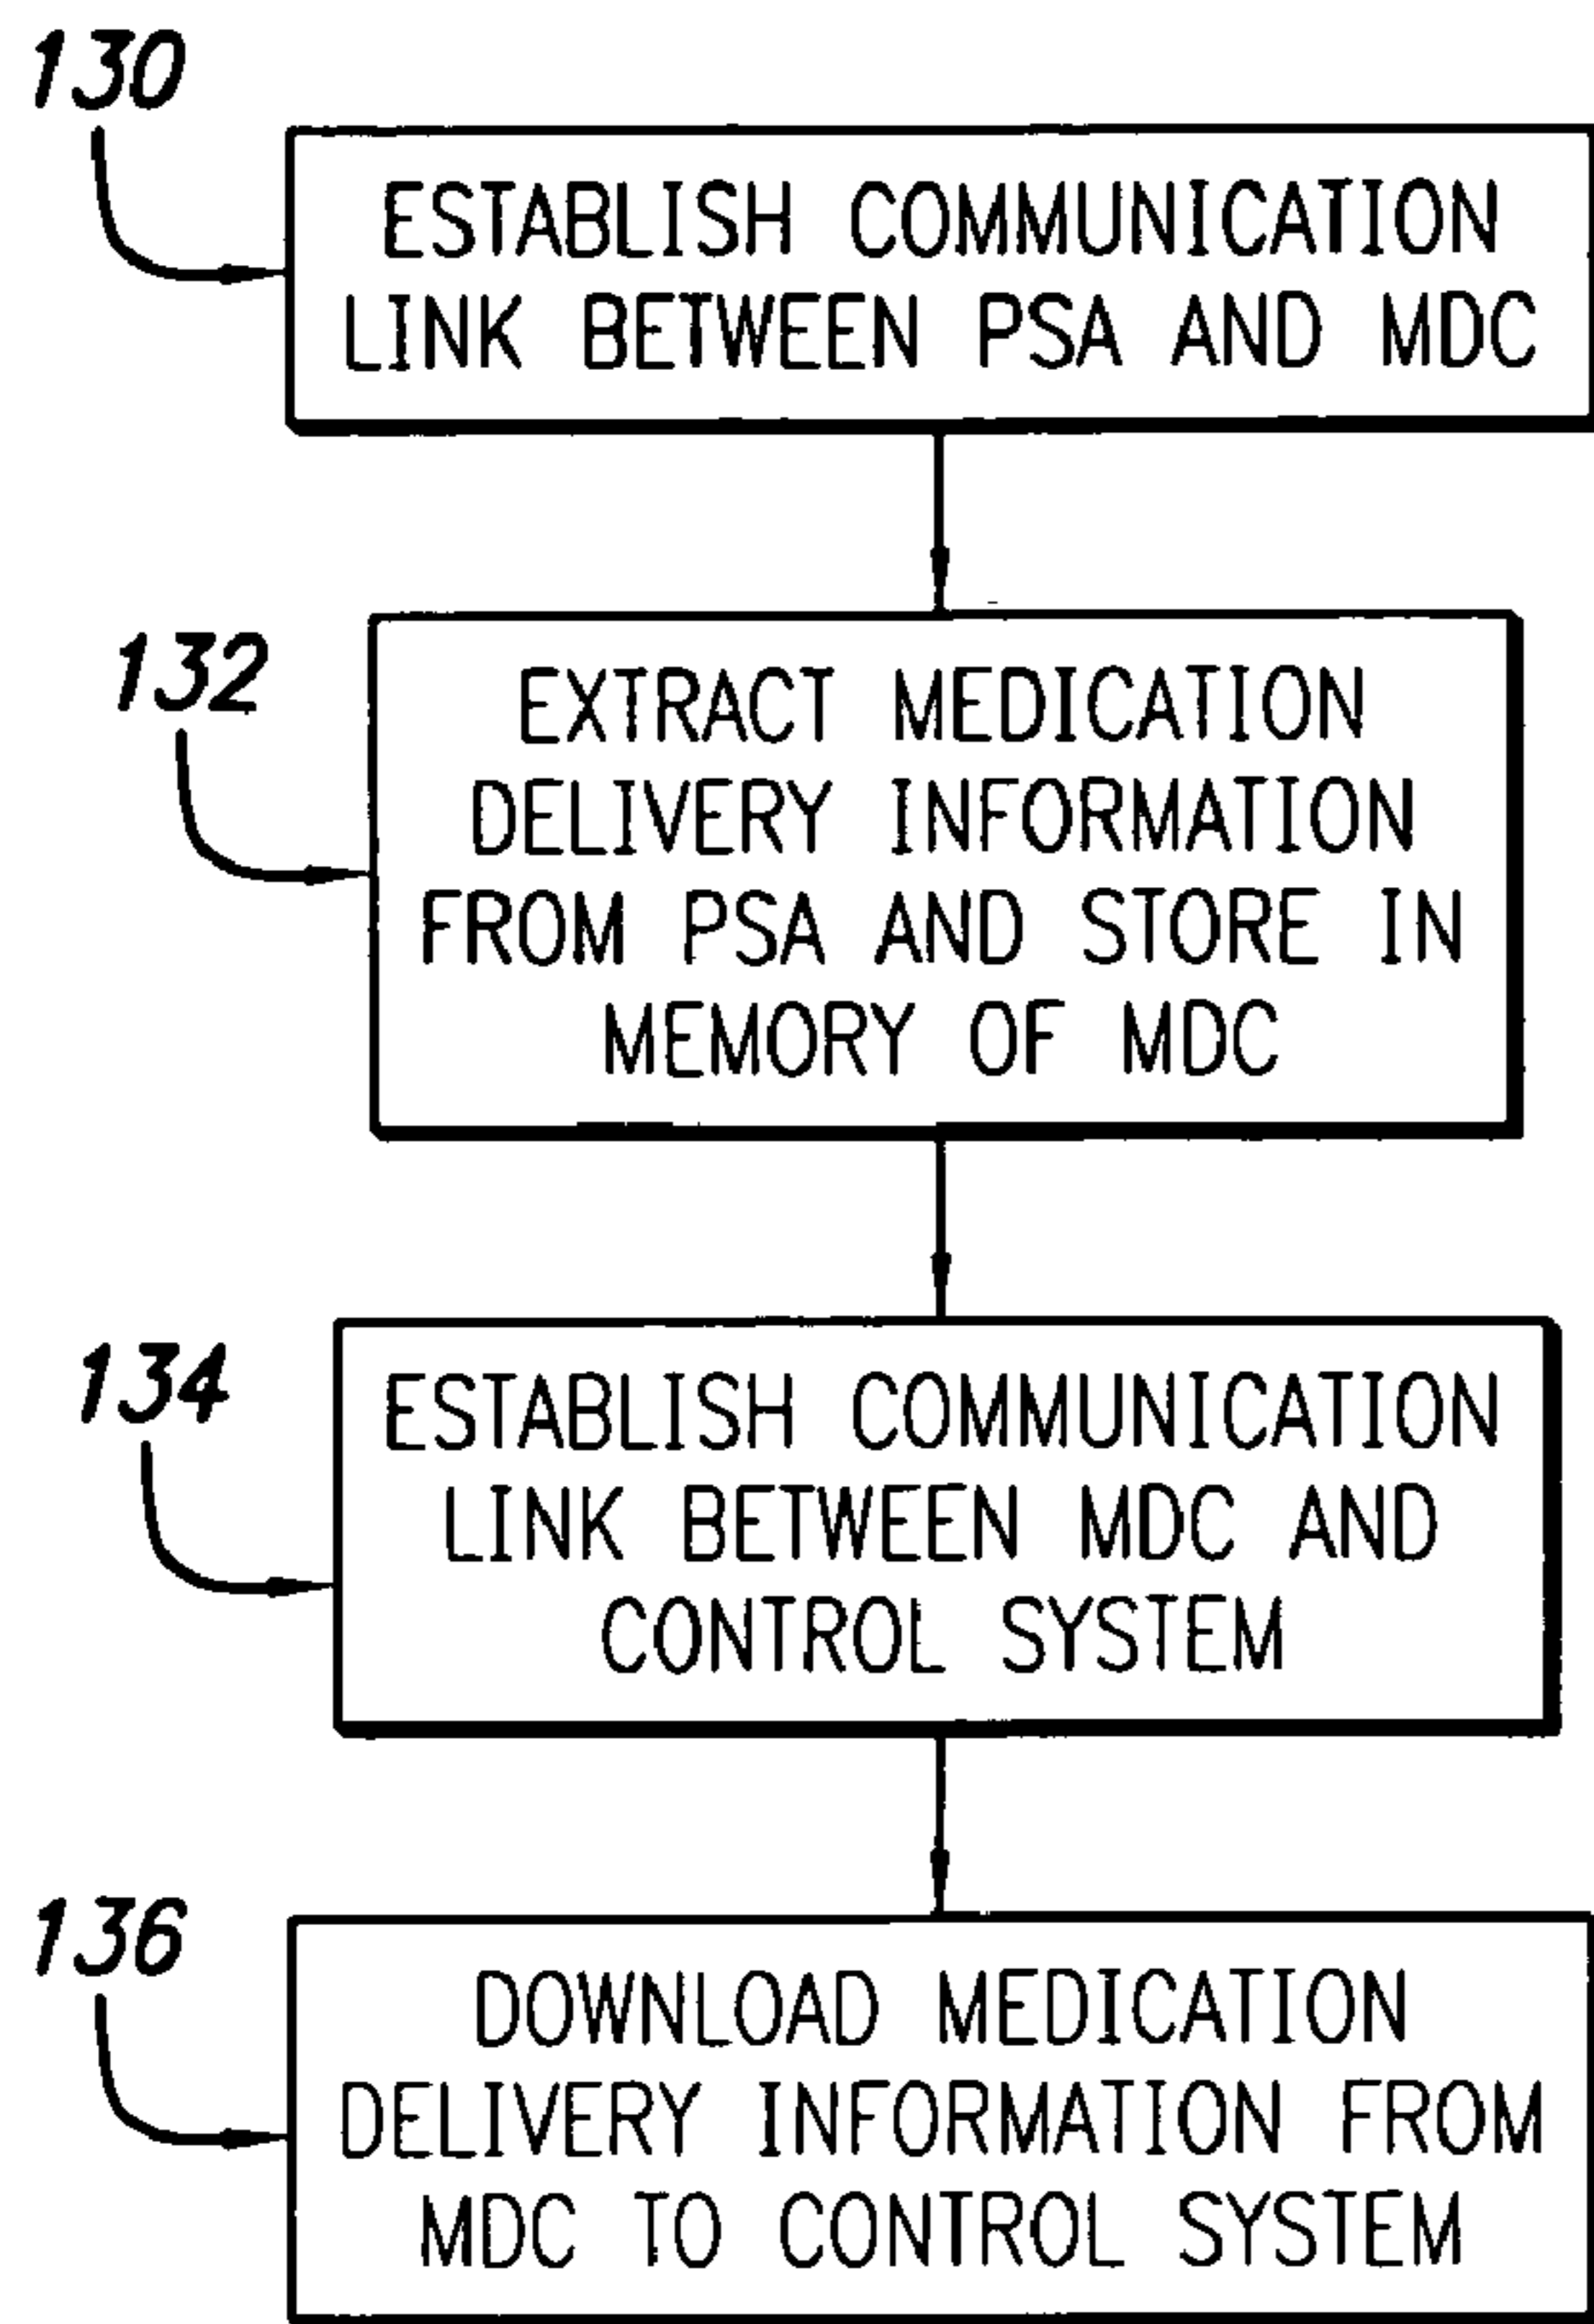 130
ESTABLISH COMMUNICATION
LINK BETWEEN PSA AND MDC
132
EXTRACT MEDICATION
DELIVERY INFORMATION
FROM PSA AND STORE IN
MEMORY OF MDC
134
ESTABLISH COMMUNICATION
LINK BETWEEN MDC AND
CONTROL SYSTEM
136
DOWNLOAD MEDICATION
DELIVERY INFORMATION FROM
MDC TO CONTROL SYSTEM